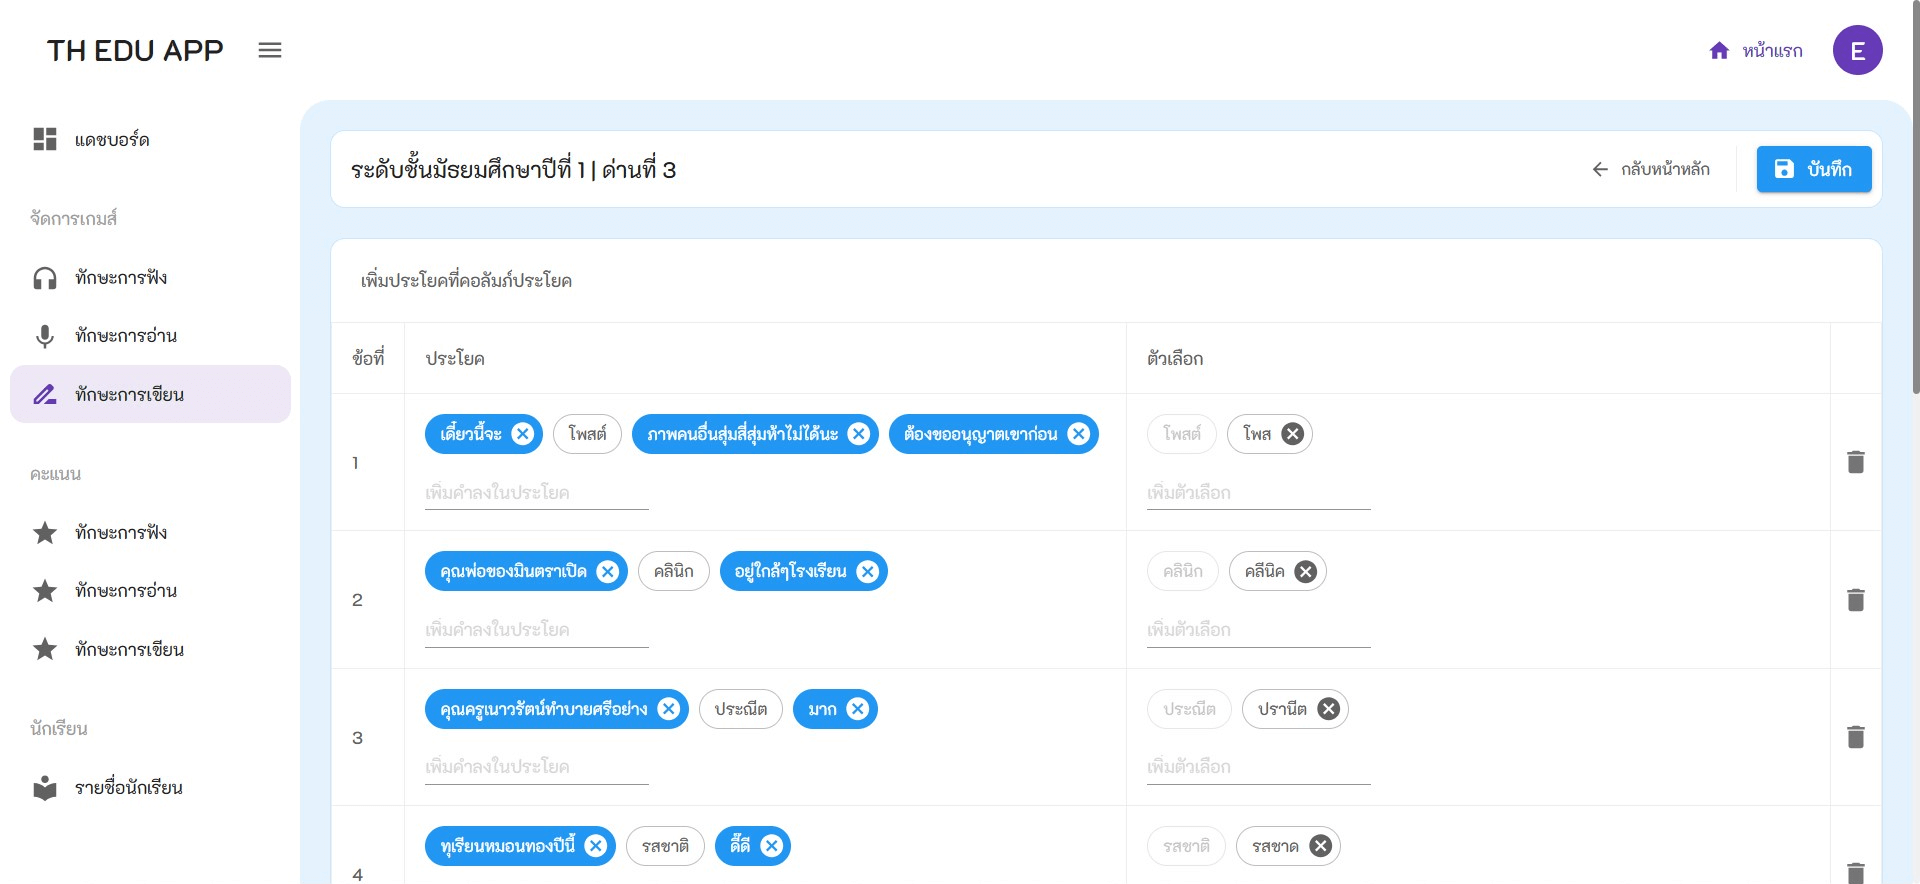 TH EDU APP
หน้าแรก
E
แดชบอร์ด
จัดการเกมส์
ทักษะการฟัง
ทักษะการอ่าน
ทักษะการเขียน
คะแนน
ทักษะการฟัง
ทักษะการอ่าน
ทักษะการเขียน
นักเรียน
รายชื่อนักเรียน
ระดับชั้นมัธยมศึกษาปีที่ 1 | ด่านที่ 3
กลับหน้าหลัก
บันทึก
เพิ่มประโยคที่คอลัมภ์ประโยค
ข้อที่ ประโยค ตัวเลือก
1 เดี๋ยวนี้จะ โพสต์ ภาพคนอื่นสุ่มสี่สุ่มห้าไม่ได้นะ ต้องขออนุญาตเขาก่อน โพสต์ โพส
เพิ่มคำลงในประโยค เพิ่มตัวเลือก
2 คุณพ่อของมินตราเปิด คลินิก อยู่ใกล้ๆโรงเรียน คลินิก คลีนิค
เพิ่มคำลงในประโยค เพิ่มตัวเลือก
3 คุณครูเนาวรัตน์ทำบายศรีอย่าง ประณีต มาก ประณีต ปรานีต
เพิ่มคำลงในประโยค เพิ่มตัวเลือก
4 ทุเรียนหมอนทองปีนี้ รสชาติ ดี๊ดี รสชาติ รสชาด